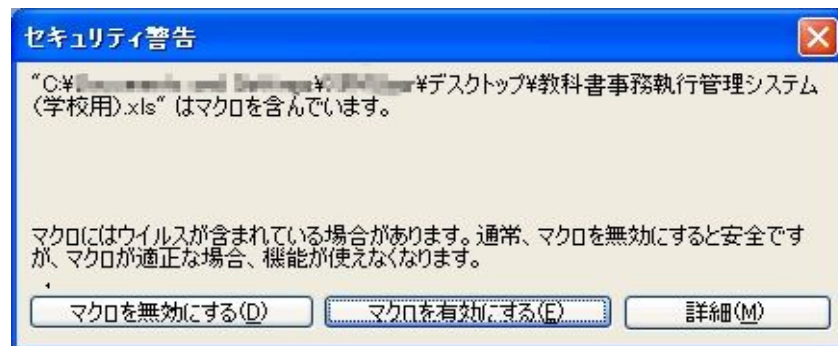 セキュリティ警告
"C:¥ ¥ ¥デスクトップ¥教科書事務執行管理システム
(学校用).xls" はマクロを含んでいます。
マクロにはウイルスが含まれている場合があります。通常、マクロを無効にすると安全です
が、マクロが適正な場合、機能が使えなくなります。
マクロを無効にする(D)
マクロを有効にする(E)
詳細(M)